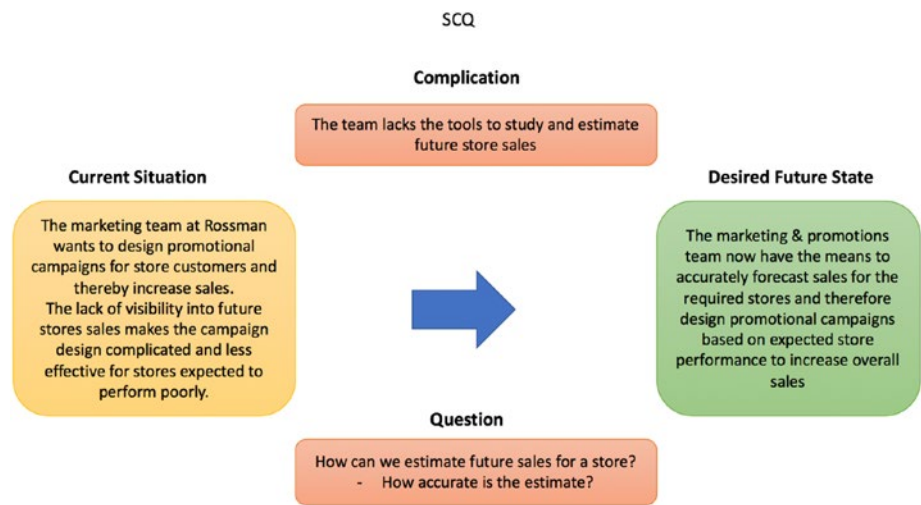 SCQ
Complication
The team lacks the tools to study and estimate
future store sales
Current Situation
The marketing team at Rossman
wants to design promotional
campaigns for store customers and
thereby increase sales.
The lack of visibility into future
stores sales makes the campaign
design complicated and less
effective for stores expected to
perform poorly.
Desired Future State
The marketing & promotions
team now have the means to
accurately forecast sales for the
required stores and therefore
design promotional campaigns
based on expected store
performance to increase overall
sales
Question
How can we estimate future sales for a store?
- How accurate is the estimate?